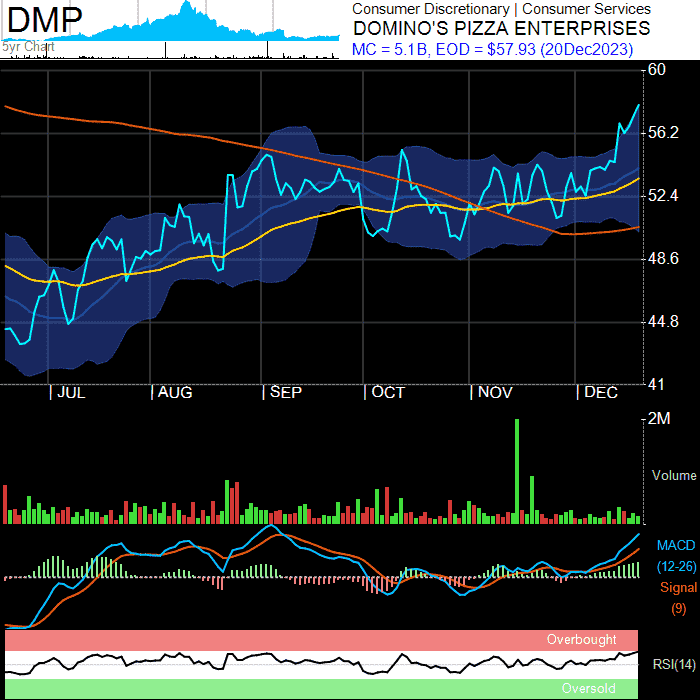 DMP
5yr Chart
Consumer Discretionary | Consumer Services
DOMINO'S PIZZA ENTERPRISES
MC = 5.1B, EOD = $57.93 (20Dec2023)
60
56.2
52.4
48.6
44.8
41
| JUL | AUG | SEP | OCT | NOV | DEC
2M
Volume
MACD
(12-26)
Signal
(9)
Overbought
RSI(14)
Oversold